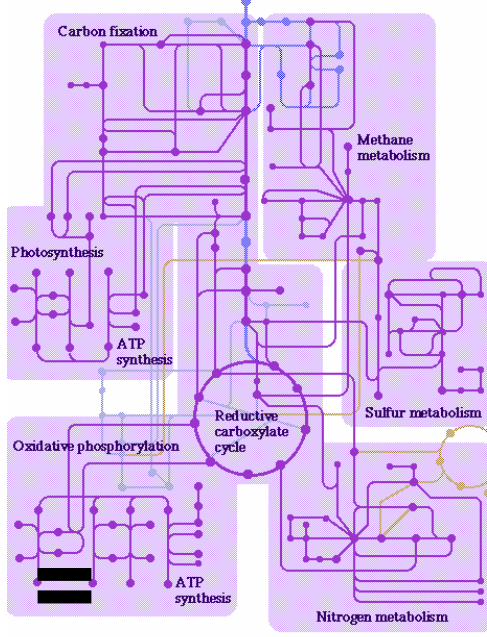 Carbon fixation
Methane
metabolism
Photosynthesis
ATP
synthesis
Sulfur metabolism
Reductive
carboxylate
cycle
Oxidative phosphorylation
ATP
synthesis
Nitrogen metabolism